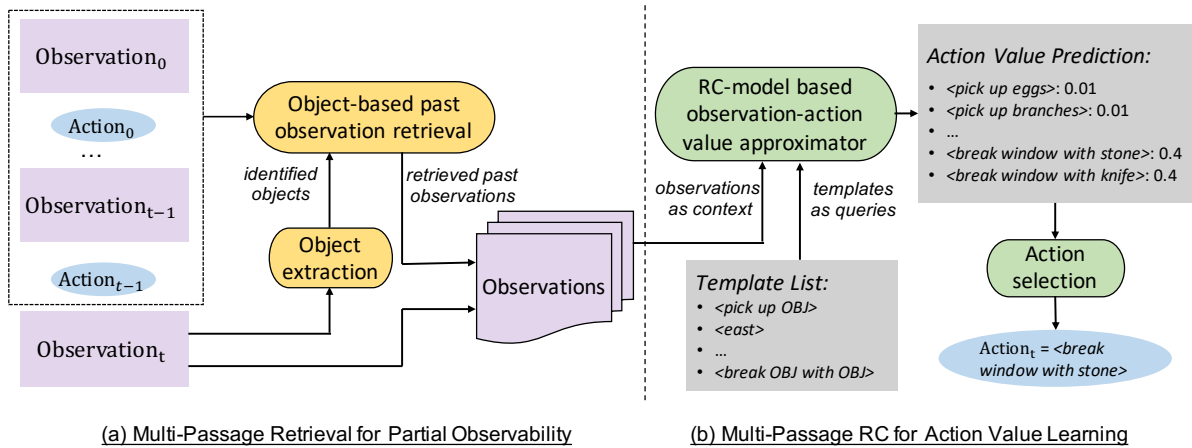 Observation₀
Action₀
...
Observationₜ₋₁
Actionₜ₋₁
Observationₜ
Object-based past
observation retrieval
identified
objects
retrieved past
observations
Object
extraction
Observations
(a) Multi-Passage Retrieval for Partial Observability
RC-model based
observation-action
value approximator
observations
as context
templates
as queries
Template List:
• <pick up OBJ>
• <east>
• ...
• <break OBJ with OBJ>
Action Value Prediction:
• <pick up eggs>: 0.01
• <pick up branches>: 0.01
• ...
• <break window with stone>: 0.4
• <break window with knife>: 0.4
Action
selection
Actionₜ = <break
window with stone>
(b) Multi-Passage RC for Action Value Learning